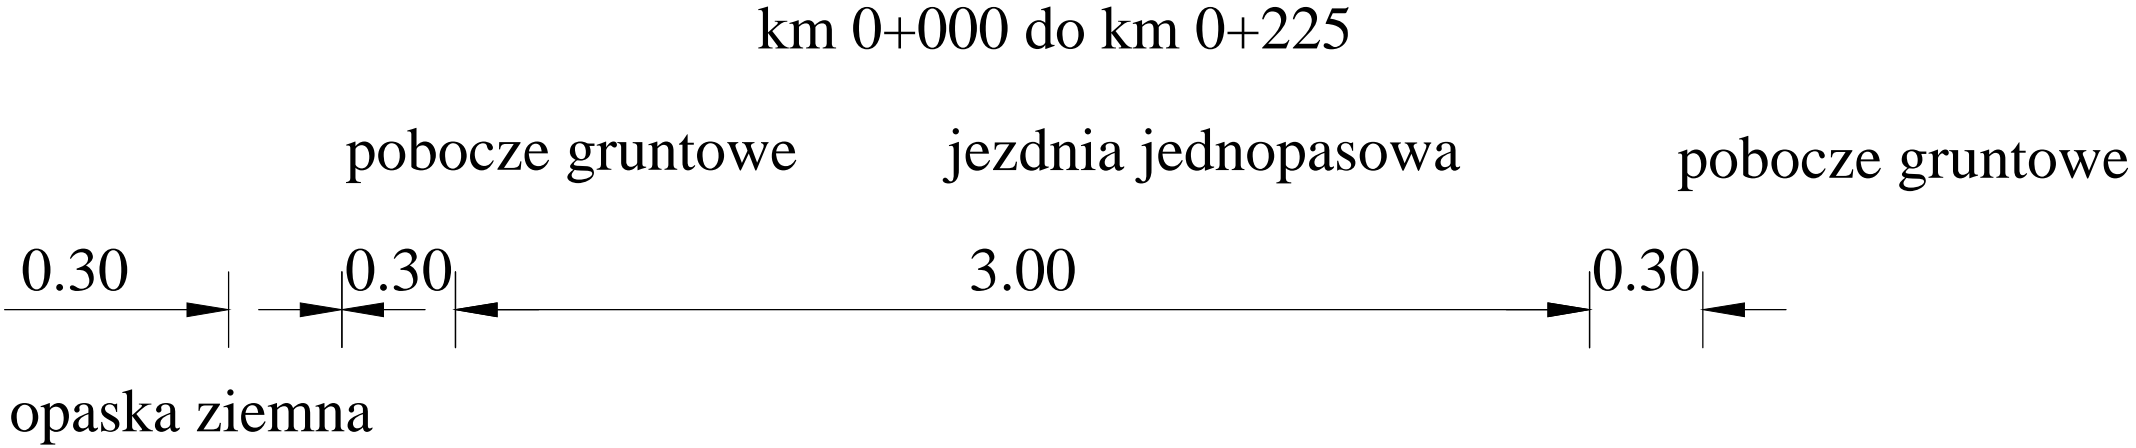 km 0+000 do km 0+225
pobocze gruntowe jezdnia jednopasowa pobocze gruntowe
0.30 0.30 3.00 0.30
opaska ziemna